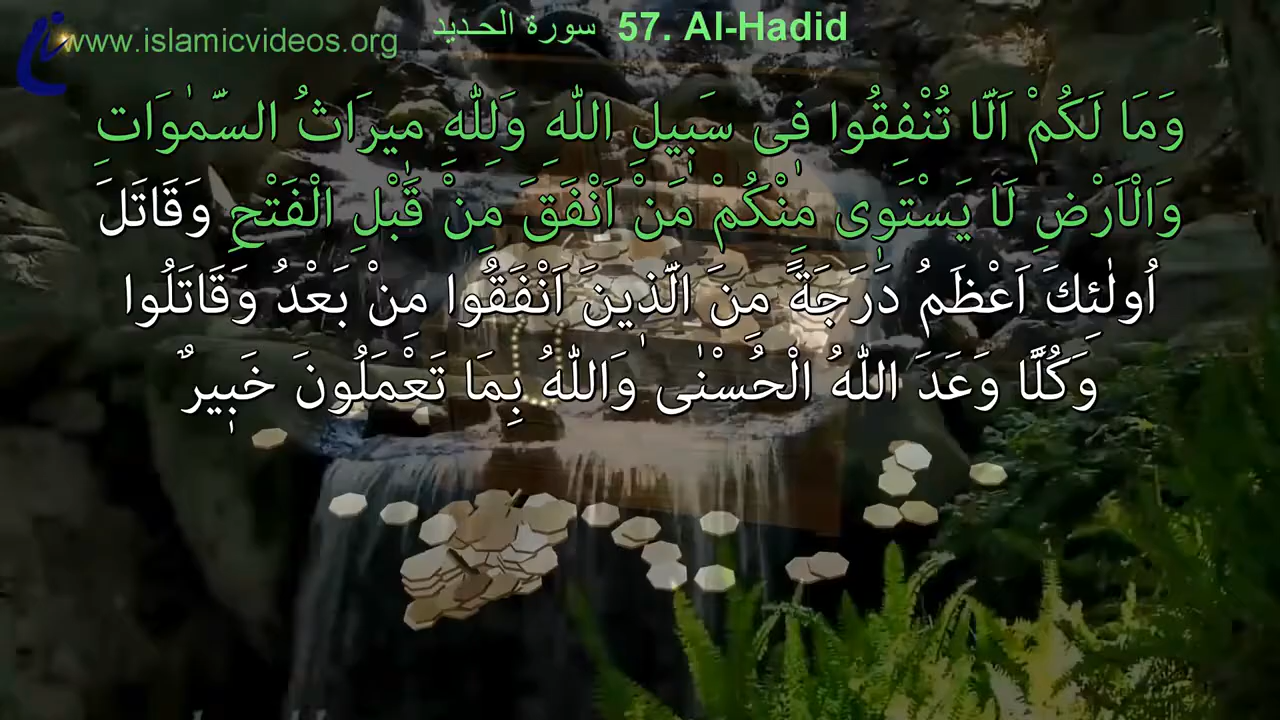 www.islamicvideos.org
سورة الحـديد 57. Al-Hadid
وَمَا لَكُمْ اَلَّا تُنْفِقُوا فٖى سَبٖيلِ اللّٰهِ وَلِلّٰهِ مٖيرَاثُ السَّمٰوَاتِ
وَالْاَرْضِ لَا يَسْتَوٖى مِنْكُمْ مَنْ اَنْفَقَ مِنْ قَبْلِ الْفَتْحِ وَقَاتَلَ
اُولٰئِكَ اَعْظَمُ دَرَجَةً مِنَ الَّذٖينَ اَنْفَقُوا مِنْ بَعْدُ وَقَاتَلُوا
وَكُلًّا وَعَدَ اللّٰهُ الْحُسْنٰى وَاللّٰهُ بِمَا تَعْمَلُونَ خَبٖيرٌ